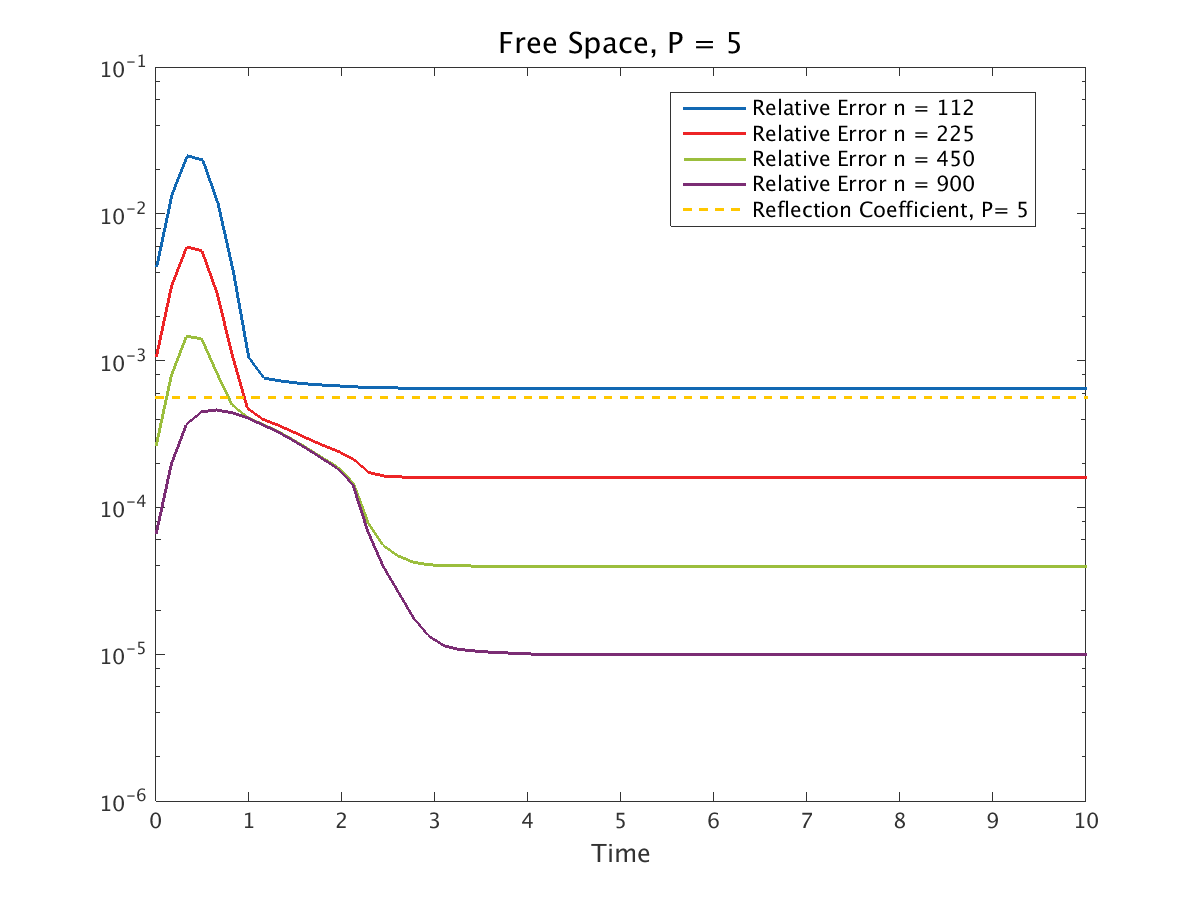 Free Space, P = 5
10^-1
10^-2
10^-3
10^-4
10^-5
10^-6
Relative Error n = 112
Relative Error n = 225
Relative Error n = 450
Relative Error n = 900
Reflection Coefficient, P= 5
0 1 2 3 4 5 6 7 8 9 10
Time